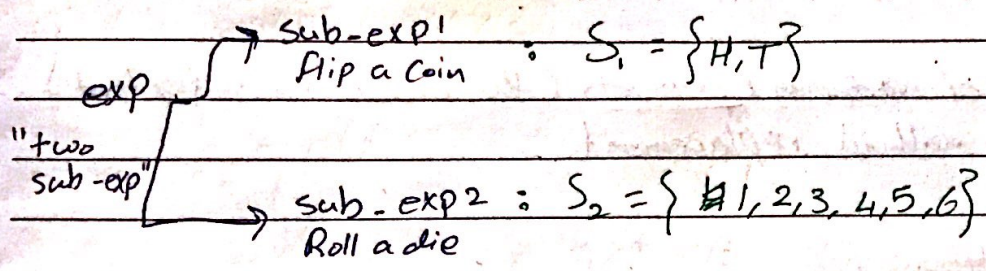 sub-exp1 : S₁ = {H,T}
flip a coin
exp
"two
sub-exp"
sub-exp2 : S₂ = { 1, 2, 3, 4, 5, 6}
Roll a die